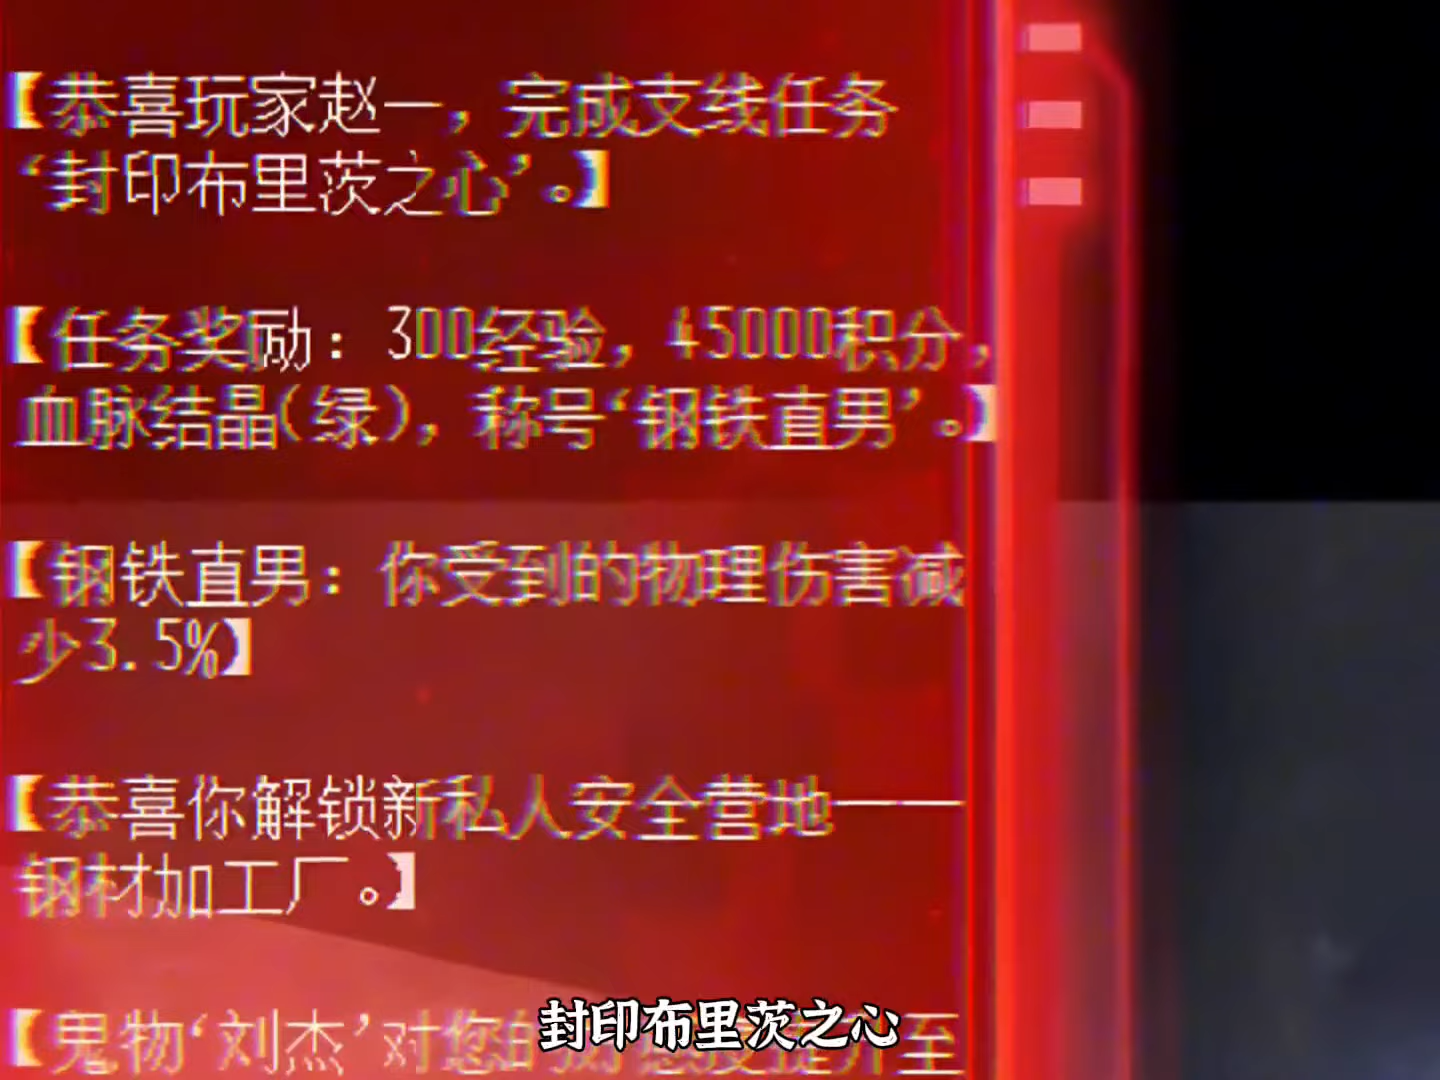 【恭喜玩家赵一，完成支线任务
‘封印布里茨之心’。】
【任务奖励：300经验，45000积分，
血脉结晶(绿)，称号‘钢铁直男’。】
【钢铁直男：你受到的物理伤害减
少3.5%】
【恭喜你解锁新私人安全营地——
钢材加工厂。】
【鬼物‘刘杰’对您的 至
封印布里茨之心